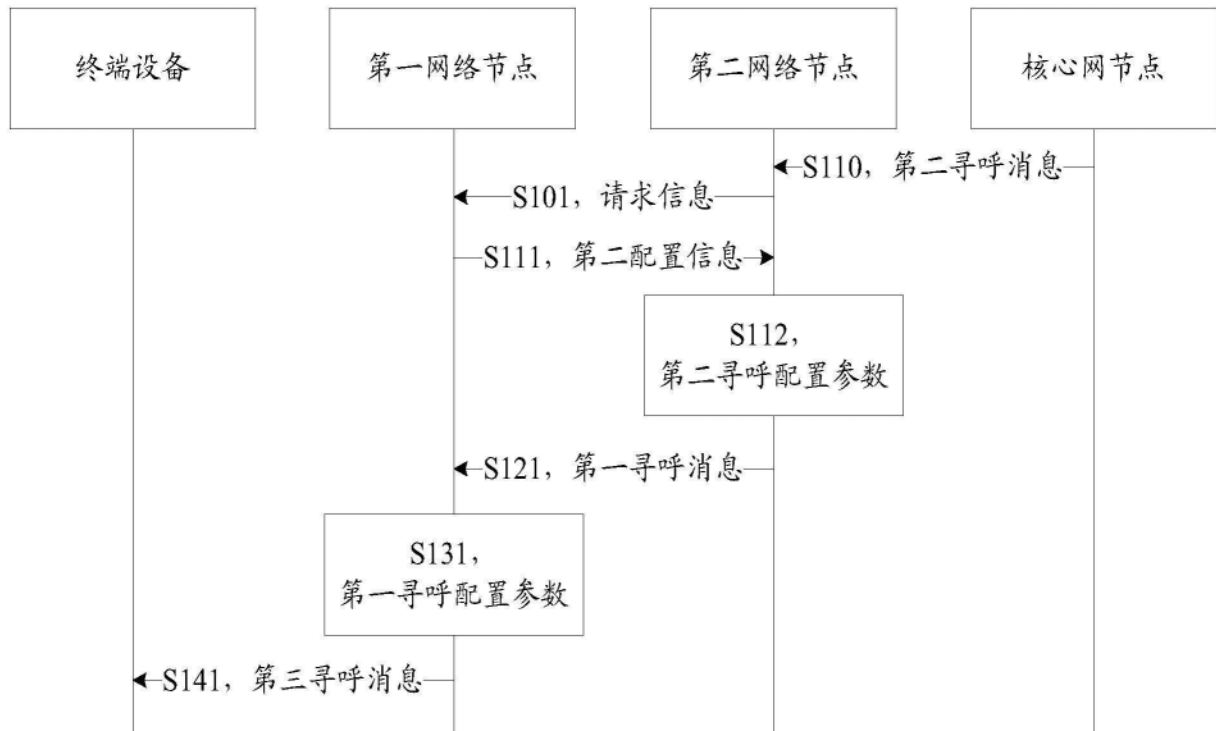 终端设备
第一网络节点
第二网络节点
核心网节点
S110，第二寻呼消息
S101，请求信息
S111，第二配置信息
S112，
第二寻呼配置参数
S121，第一寻呼消息
S131，
第一寻呼配置参数
S141，第三寻呼消息